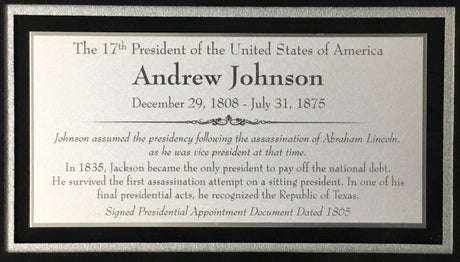 The 17th President of the United States of America
Andrew Johnson
December 29, 1808 - July 31, 1875
Johnson assumed the presidency following the assassination of Abraham Lincoln,
as he was vice president at that time.
In 1835, Jackson became the only president to pay off the national debt.
He survived the first assassination attempt on a sitting president. In one of his
final presidential acts, he recognized the Republic of Texas.
Signed Presidential Appointment Document Dated 1865